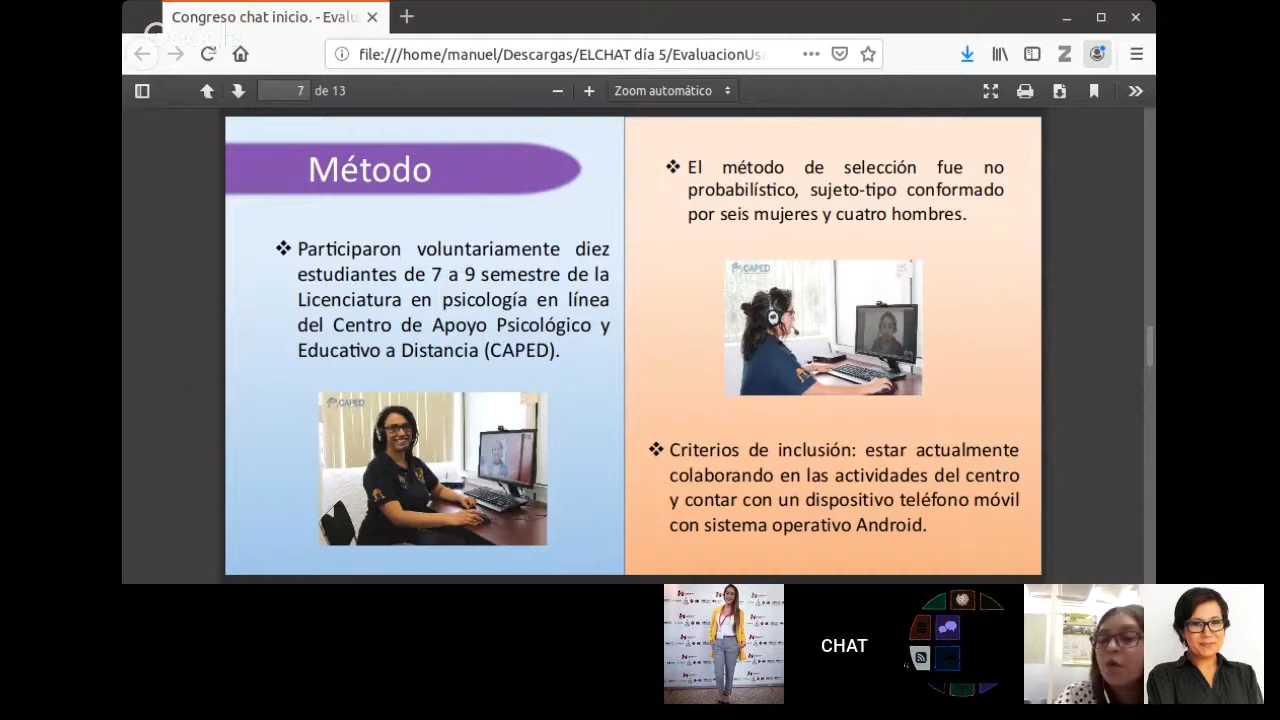 Congreso chat inicio. - Evalu
Google
file:///home/manuel/Descargas/ELCHAT día 5/EvaluacionUsa
7 de 13
Zoom automático
Método
❖ Participaron voluntariamente diez
estudiantes de 7 a 9 semestre de la
Licenciatura en psicología en línea
del Centro de Apoyo Psicológico y
Educativo a Distancia (CAPED).
CAPED
❖ El método de selección fue no
probabilístico, sujeto-tipo conformado
por seis mujeres y cuatro hombres.
CAPED
❖ Criterios de inclusión: estar actualmente
colaborando en las actividades del centro
y contar con un dispositivo teléfono móvil
con sistema operativo Android.
CHAT